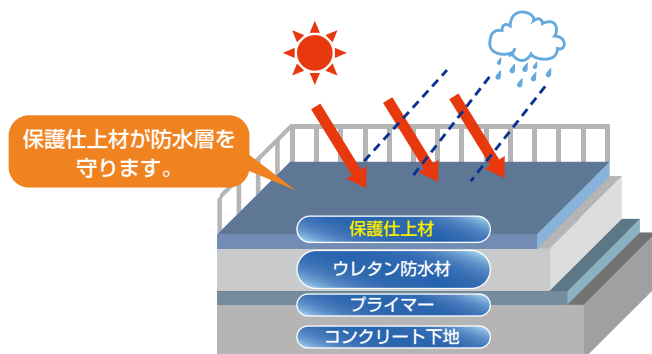 保護仕上材が防水層を
守ります。
保護仕上材
ウレタン防水材
プライマー
コンクリート下地